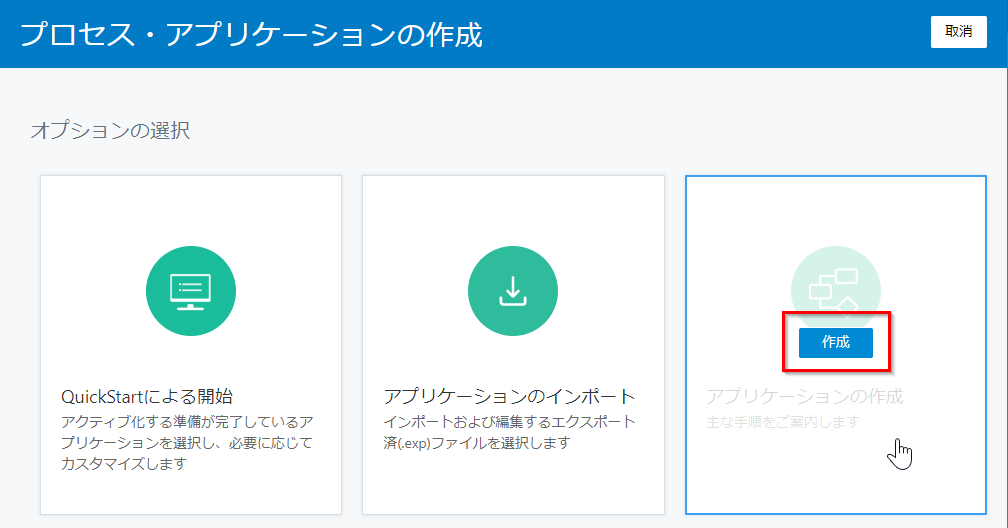 プロセス・アプリケーションの作成
取消
オプションの選択
QuickStartによる開始
アクティブ化する準備が完了しているア
プリケーションを選択し、必要に応じて
カスタマイズします
アプリケーションのインポート
インポートおよび編集するエクスポート
済(.exp)ファイルを選択します
作成
アプリケーションの作成
主な手順をご案内します